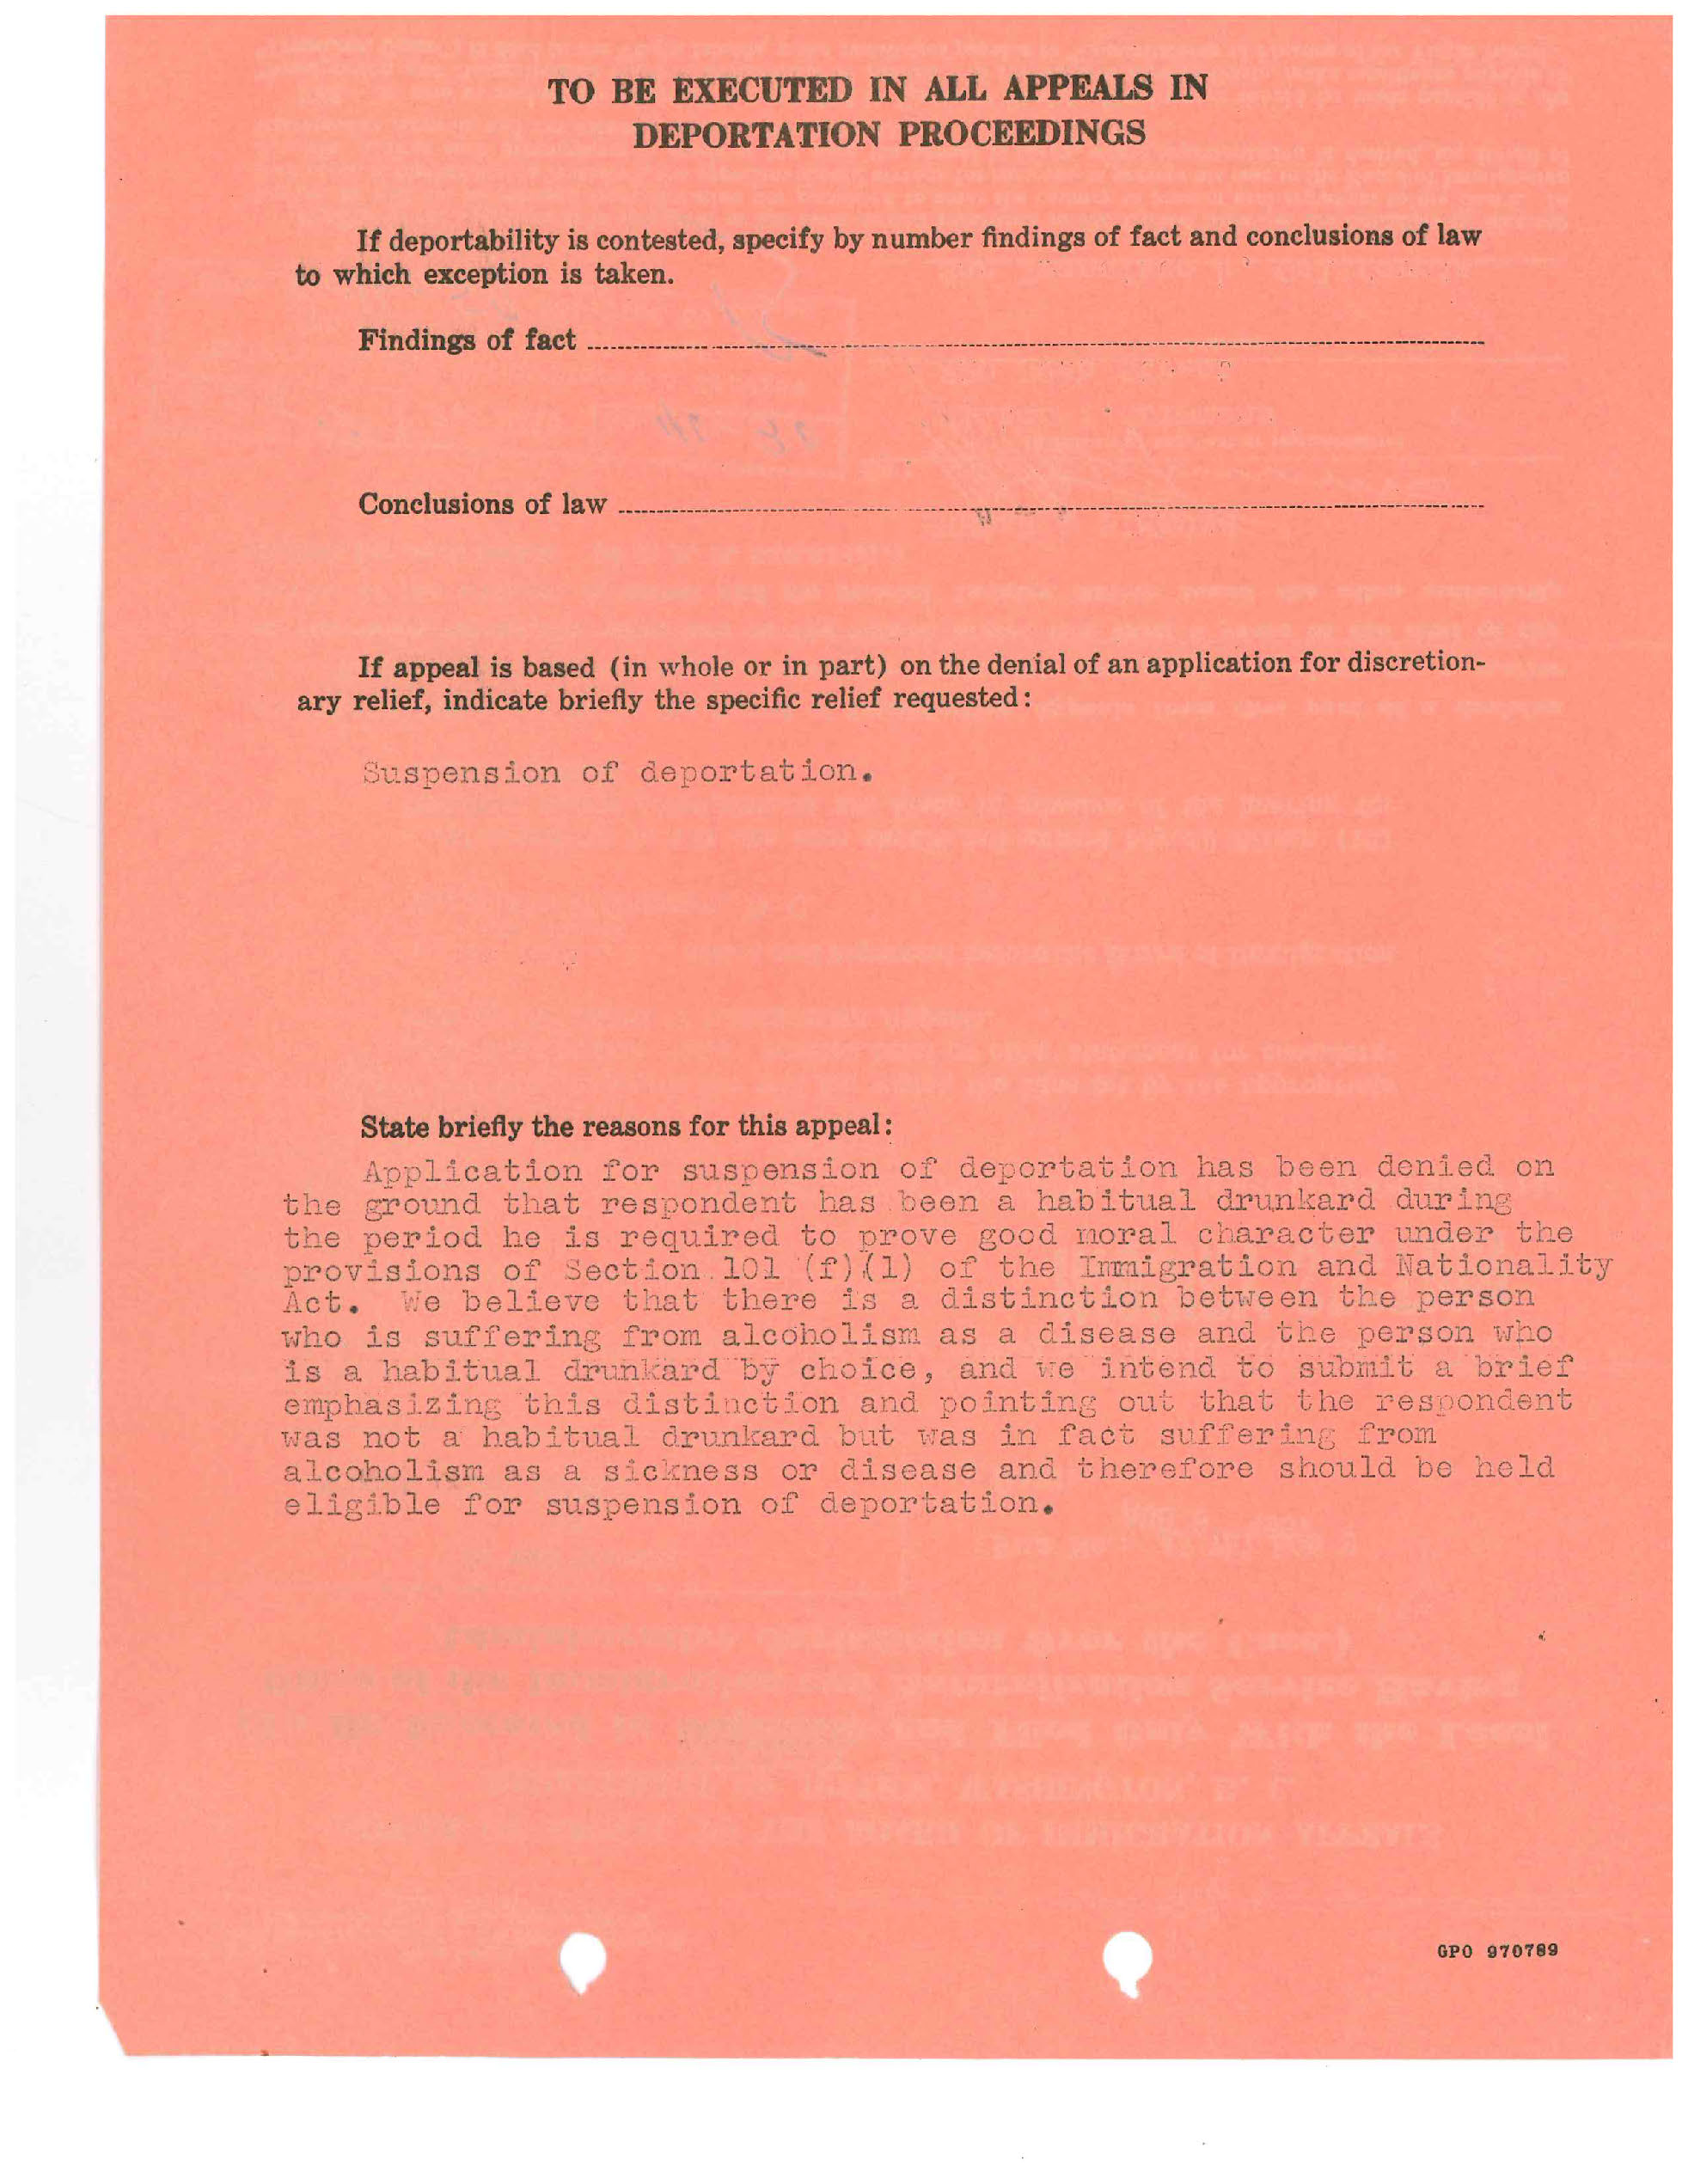 TO BE EXECUTED IN ALL APPEALS IN
DEPORTATION PROCEEDINGS
If deportability is contested, specify by number findings of fact and conclusions of law
to which exception is taken.
Findings of fact
Conclusions of law
If appeal is based (in whole or in part) on the denial of an application for discretion-
ary relief, indicate briefly the specific relief requested:
Suspension of deportation.
State briefly the reasons for this appeal:
Application for suspension of deportation has been denied on
the ground that respondent has been a habitual drunkard during
the period he is required to prove good moral character under the
provisions of Section 101 (f)(1) of the Immigration and Nationality
Act. We believe that there is a distinction between the person
who is suffering from alcoholism as a disease and the person who
is a habitual drunkard by choice, and we intend to submit a brief
emphasizing this distinction and pointing out that the respondent
was not a habitual drunkard but was in fact suffering from
alcoholism as a sickness or disease and therefore should be held
eligible for suspension of deportation.
GPO 970789